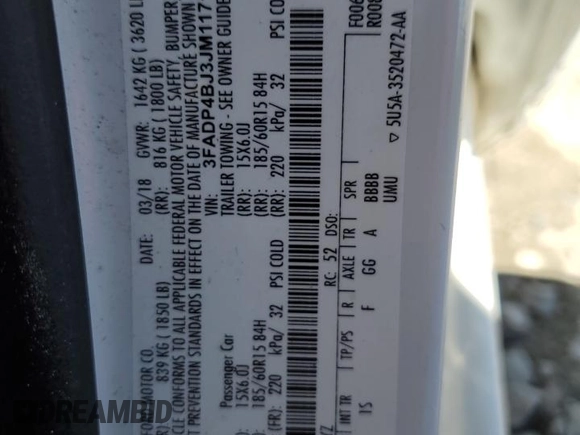 MOTOR CO.
DATE: 03/18 GVWR: 1642 KG ( 3620 L
839 KG ( 1850 LB) (RR): 816 KG ( 1800 LB)
CLE CONFORMS TO ALL APPLICABLE FEDERAL MOTOR VEHICLE SAFETY, BUMPER
T PREVENTION STANDARDS IN EFFECT ON THE DATE OF MANUFACTURE SHOWN
VIN: 3FADP4BJ3JM117
Passenger Car TRAILER TOWING - SEE OWNER GUIDE
15X6.0J (RR): 15X6.0J
185/60R15 84H (RR): 185/60R15 84H
(FR): 220 kPa/ 32 PSI COLD (RR): 220 kPa/ 32 PSI COLD
RC: 52 DSO:
INT TR TP/PS R AXLE TR SPR
15 F GG A BBBB
UMU
F006
R008
▽ 5U5A-3520472-AA
DREAMBID